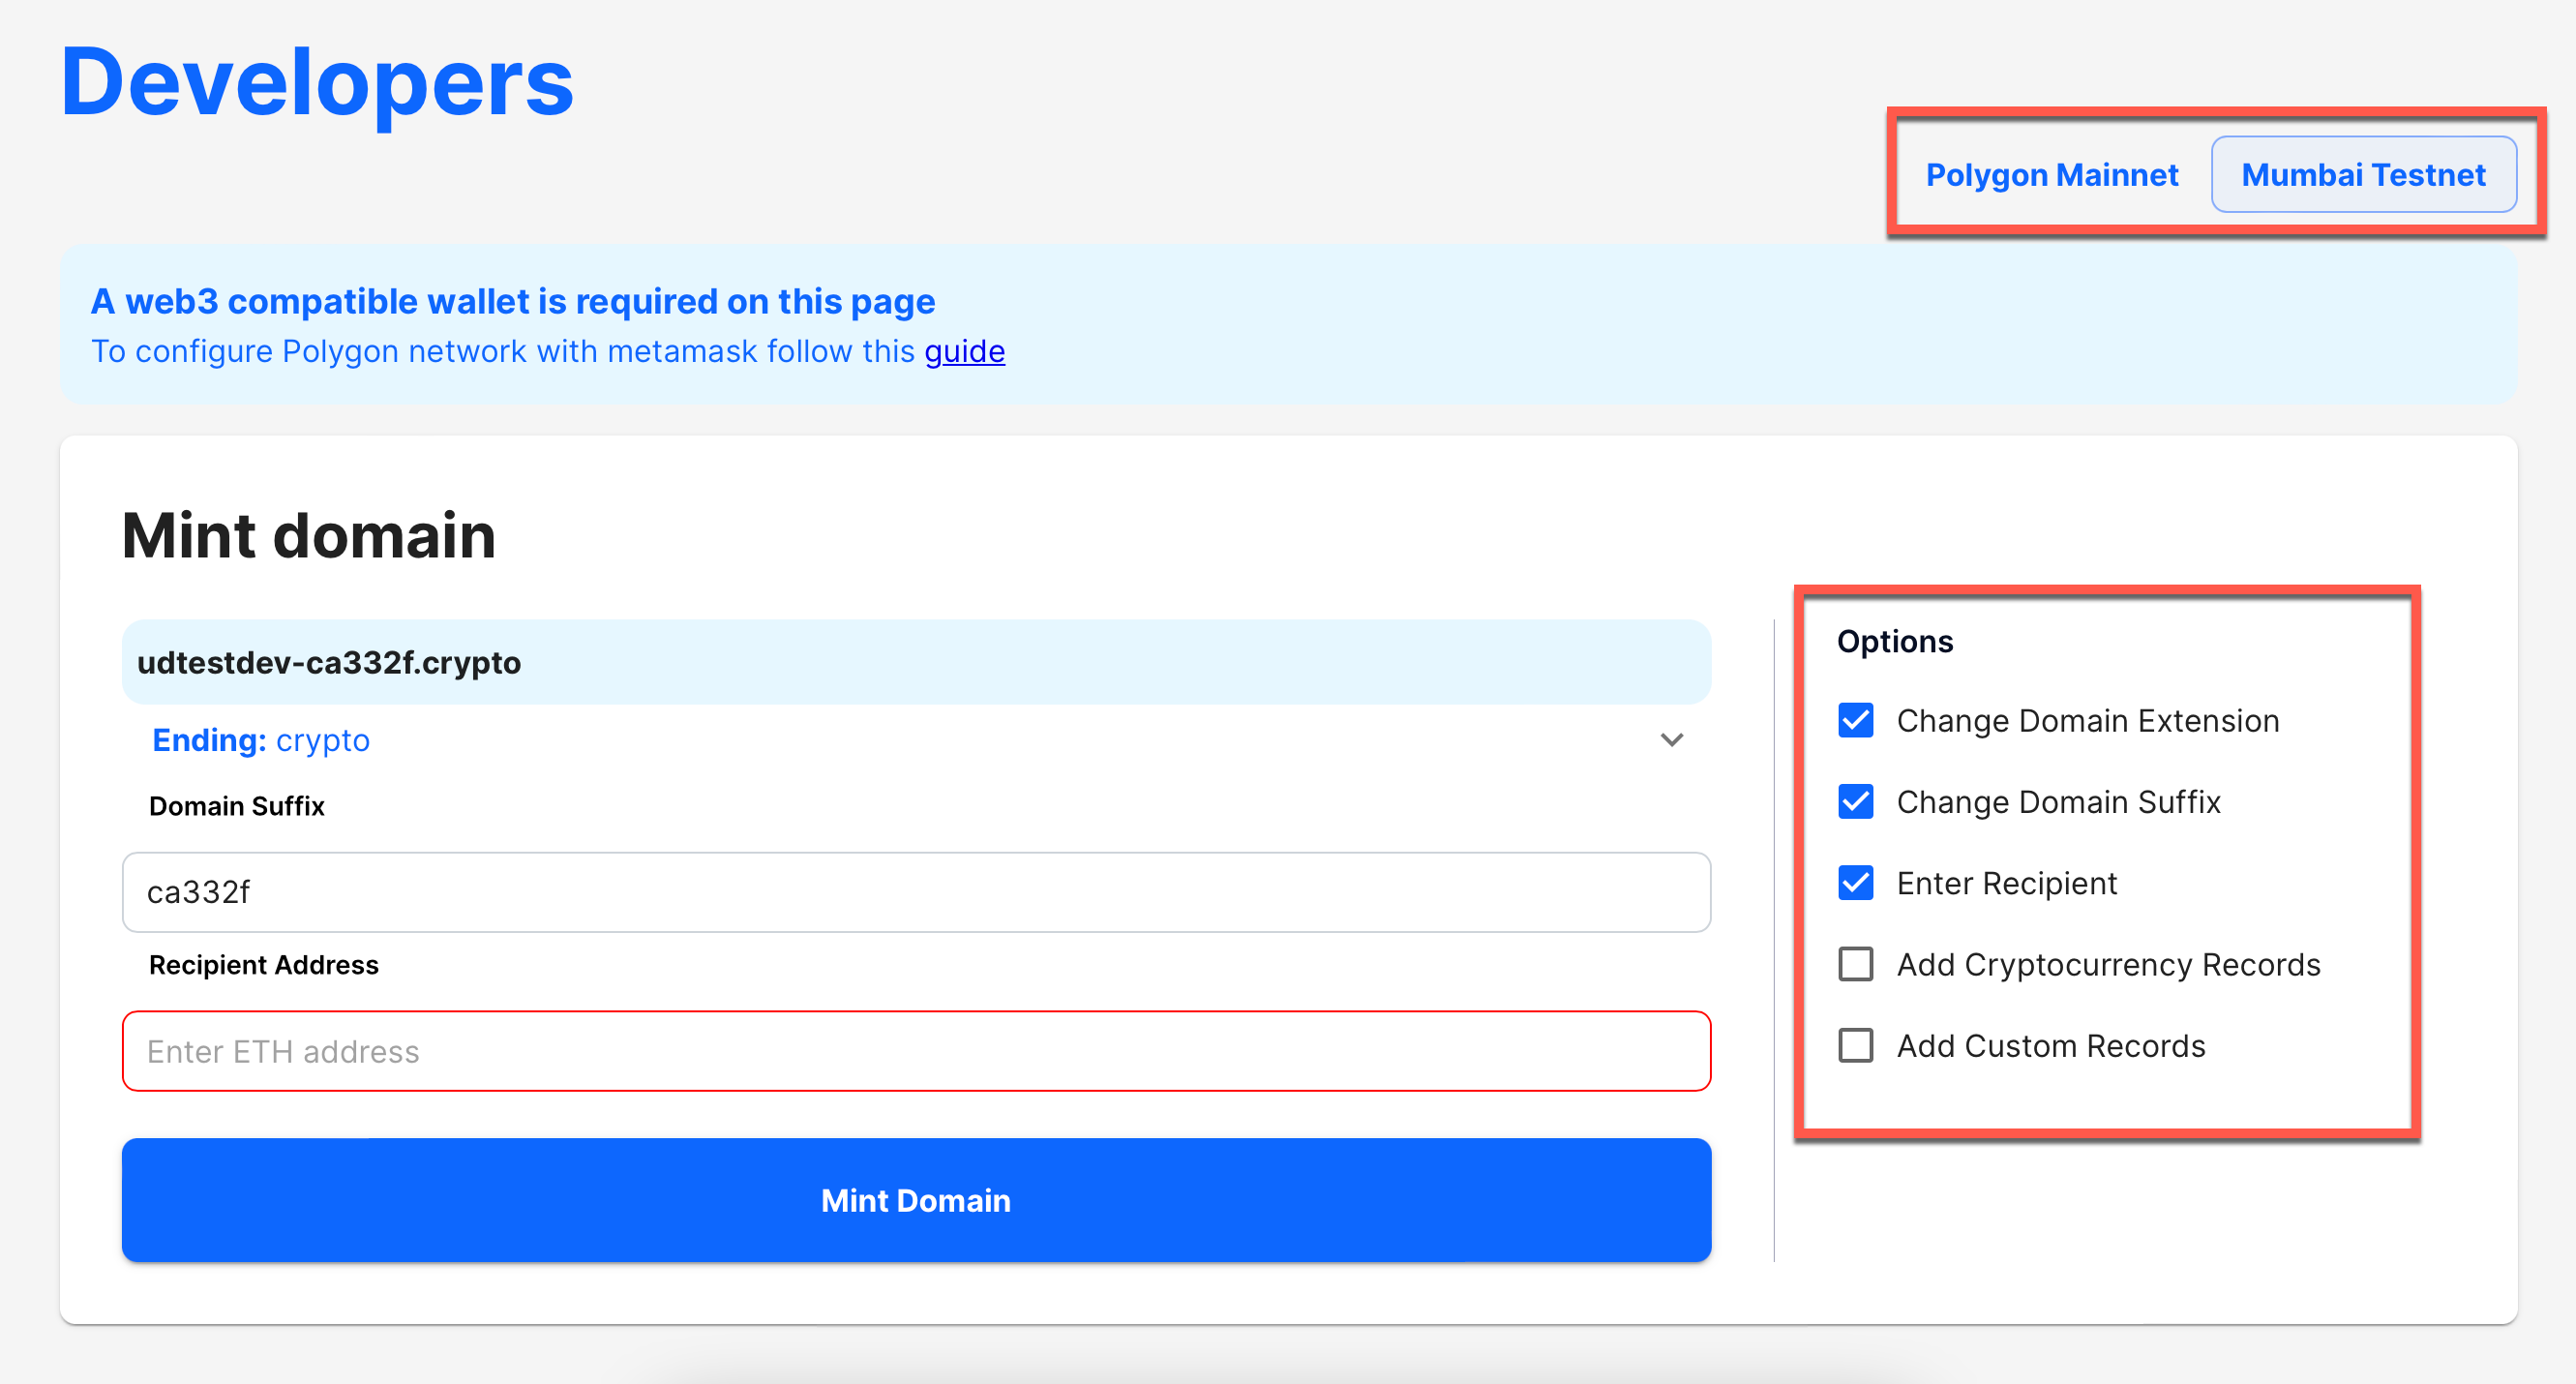 Developers
Polygon Mainnet
Mumbai Testnet
A web3 compatible wallet is required on this page
To configure Polygon network with metamask follow this guide
Mint domain
udtestdev-ca332f.crypto
Ending: crypto
Domain Suffix
ca332f
Recipient Address
Enter ETH address
Mint Domain
Options
Change Domain Extension
Change Domain Suffix
Enter Recipient
Add Cryptocurrency Records
Add Custom Records